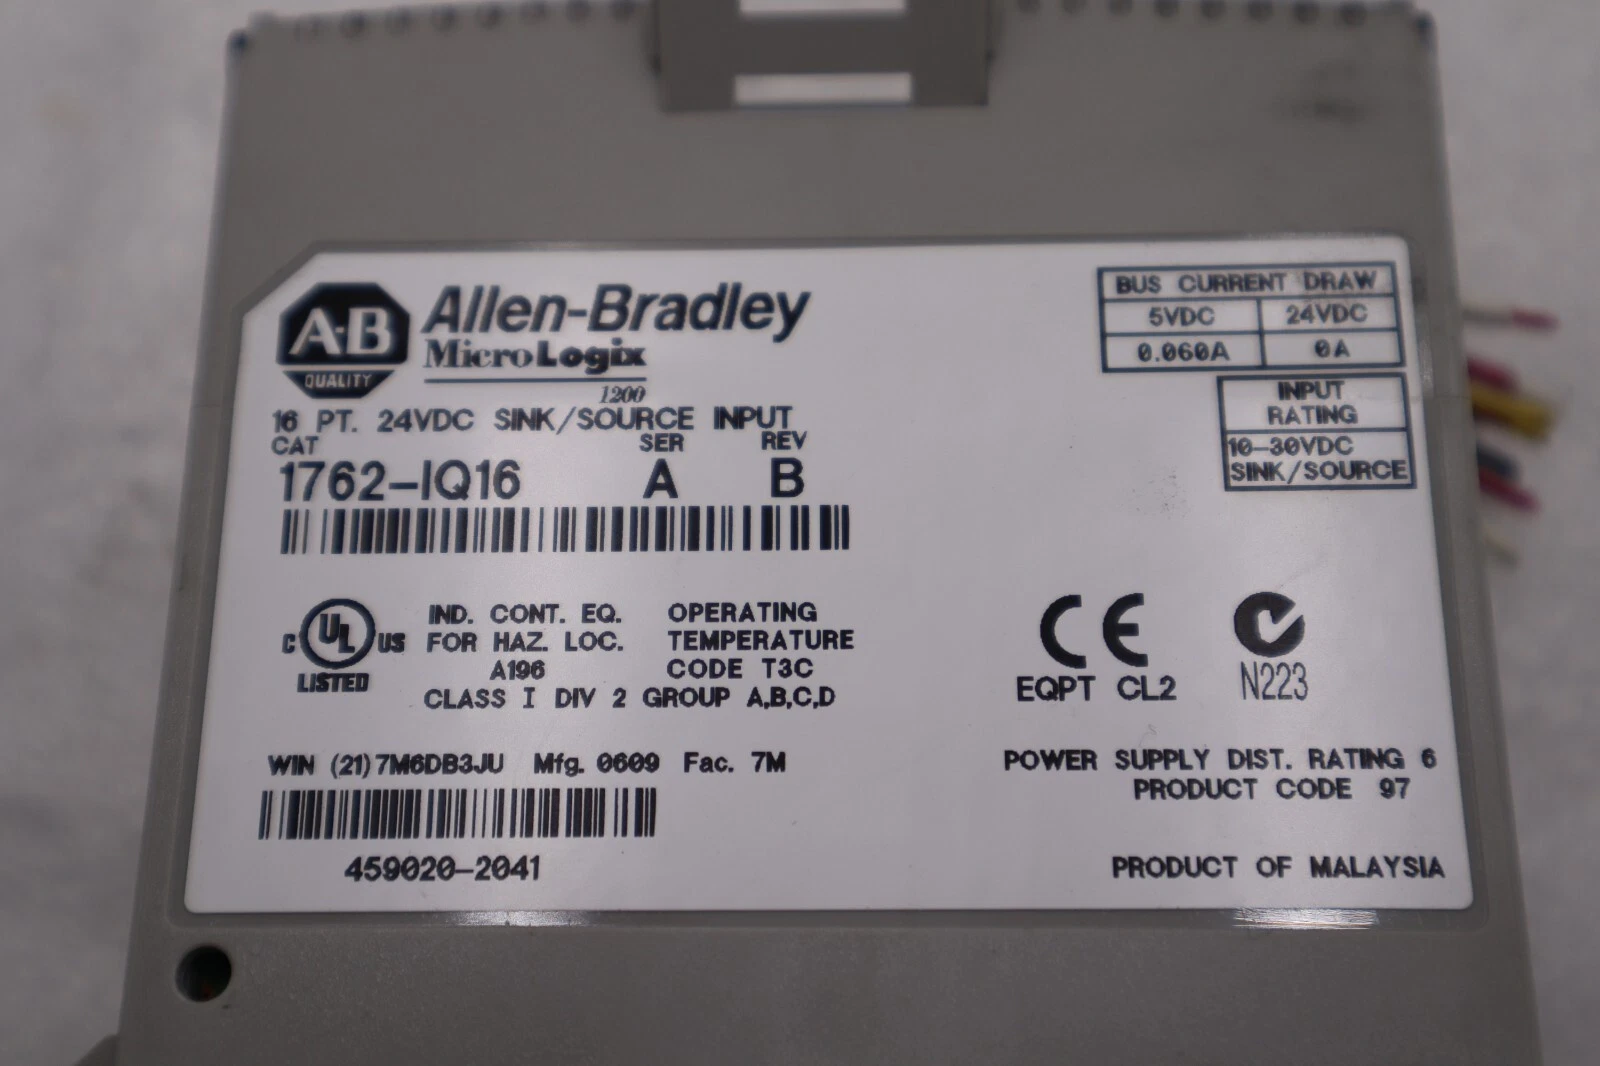 A-B
QUALITY
Allen-Bradley
MicroLogix
1200
16 PT. 24VDC SINK/SOURCE INPUT
CAT SER REV
1762-IQ16 A B
BUS CURRENT DRAW
5VDC 24VDC
0.060A 0A
INPUT
RATING
10-30VDC
SINK/SOURCE
C UL US
LISTED
IND. CONT. EQ.
FOR HAZ. LOC.
A196
OPERATING
TEMPERATURE
CODE T3C
CLASS I DIV 2 GROUP A,B,C,D
CE
EQPT CL2
N223
WIN (21)7M6DB3JU Mfg. 0609 Fac. 7M
459020-2041
POWER SUPPLY DIST. RATING 6
PRODUCT CODE 97
PRODUCT OF MALAYSIA